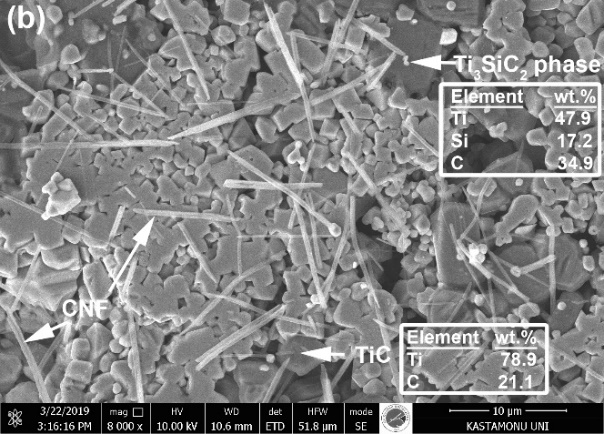 (b)
Ti3SiC2 phase
Element wt.%
Ti 47.9
Si 17.2
C 34.9
CNF
TiC
Element wt.%
Ti 78.9
C 21.1
3/22/2019 mag □ HV WD det HFW mode 10 µm
3:16:16 PM 8 000 x 10.00 kV 10.6 mm ETD 51.8 µm SE KASTAMONU UNI